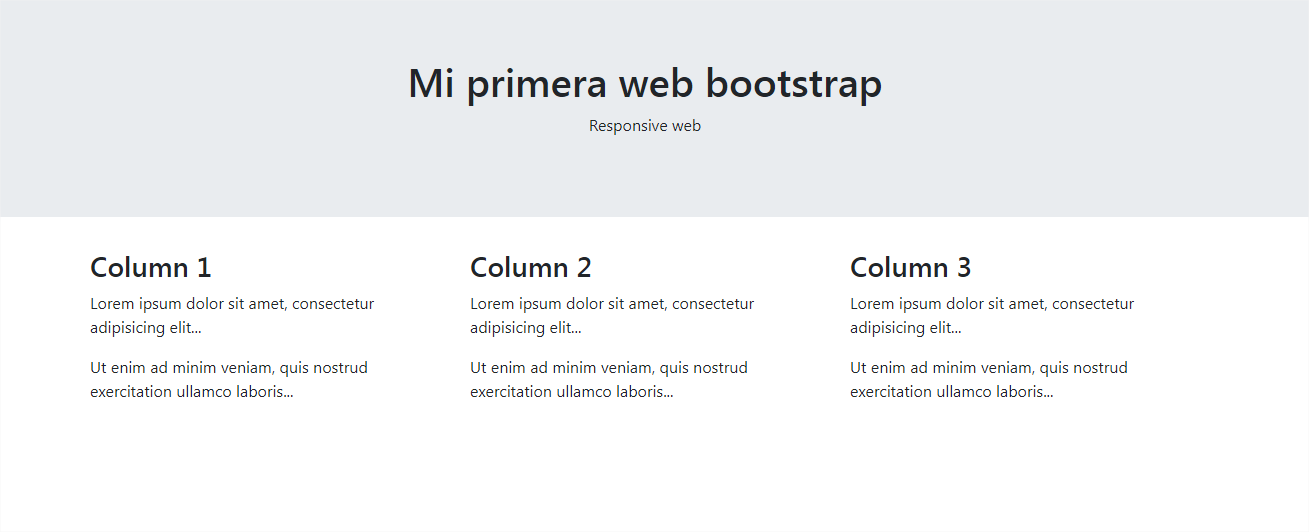 Mi primera web bootstrap
Responsive web
Column 1
Lorem ipsum dolor sit amet, consectetur
adipisicing elit...
Ut enim ad minim veniam, quis nostrud
exercitation ullamco laboris...
Column 2
Lorem ipsum dolor sit amet, consectetur
adipisicing elit...
Ut enim ad minim veniam, quis nostrud
exercitation ullamco laboris...
Column 3
Lorem ipsum dolor sit amet, consectetur
adipisicing elit...
Ut enim ad minim veniam, quis nostrud
exercitation ullamco laboris...